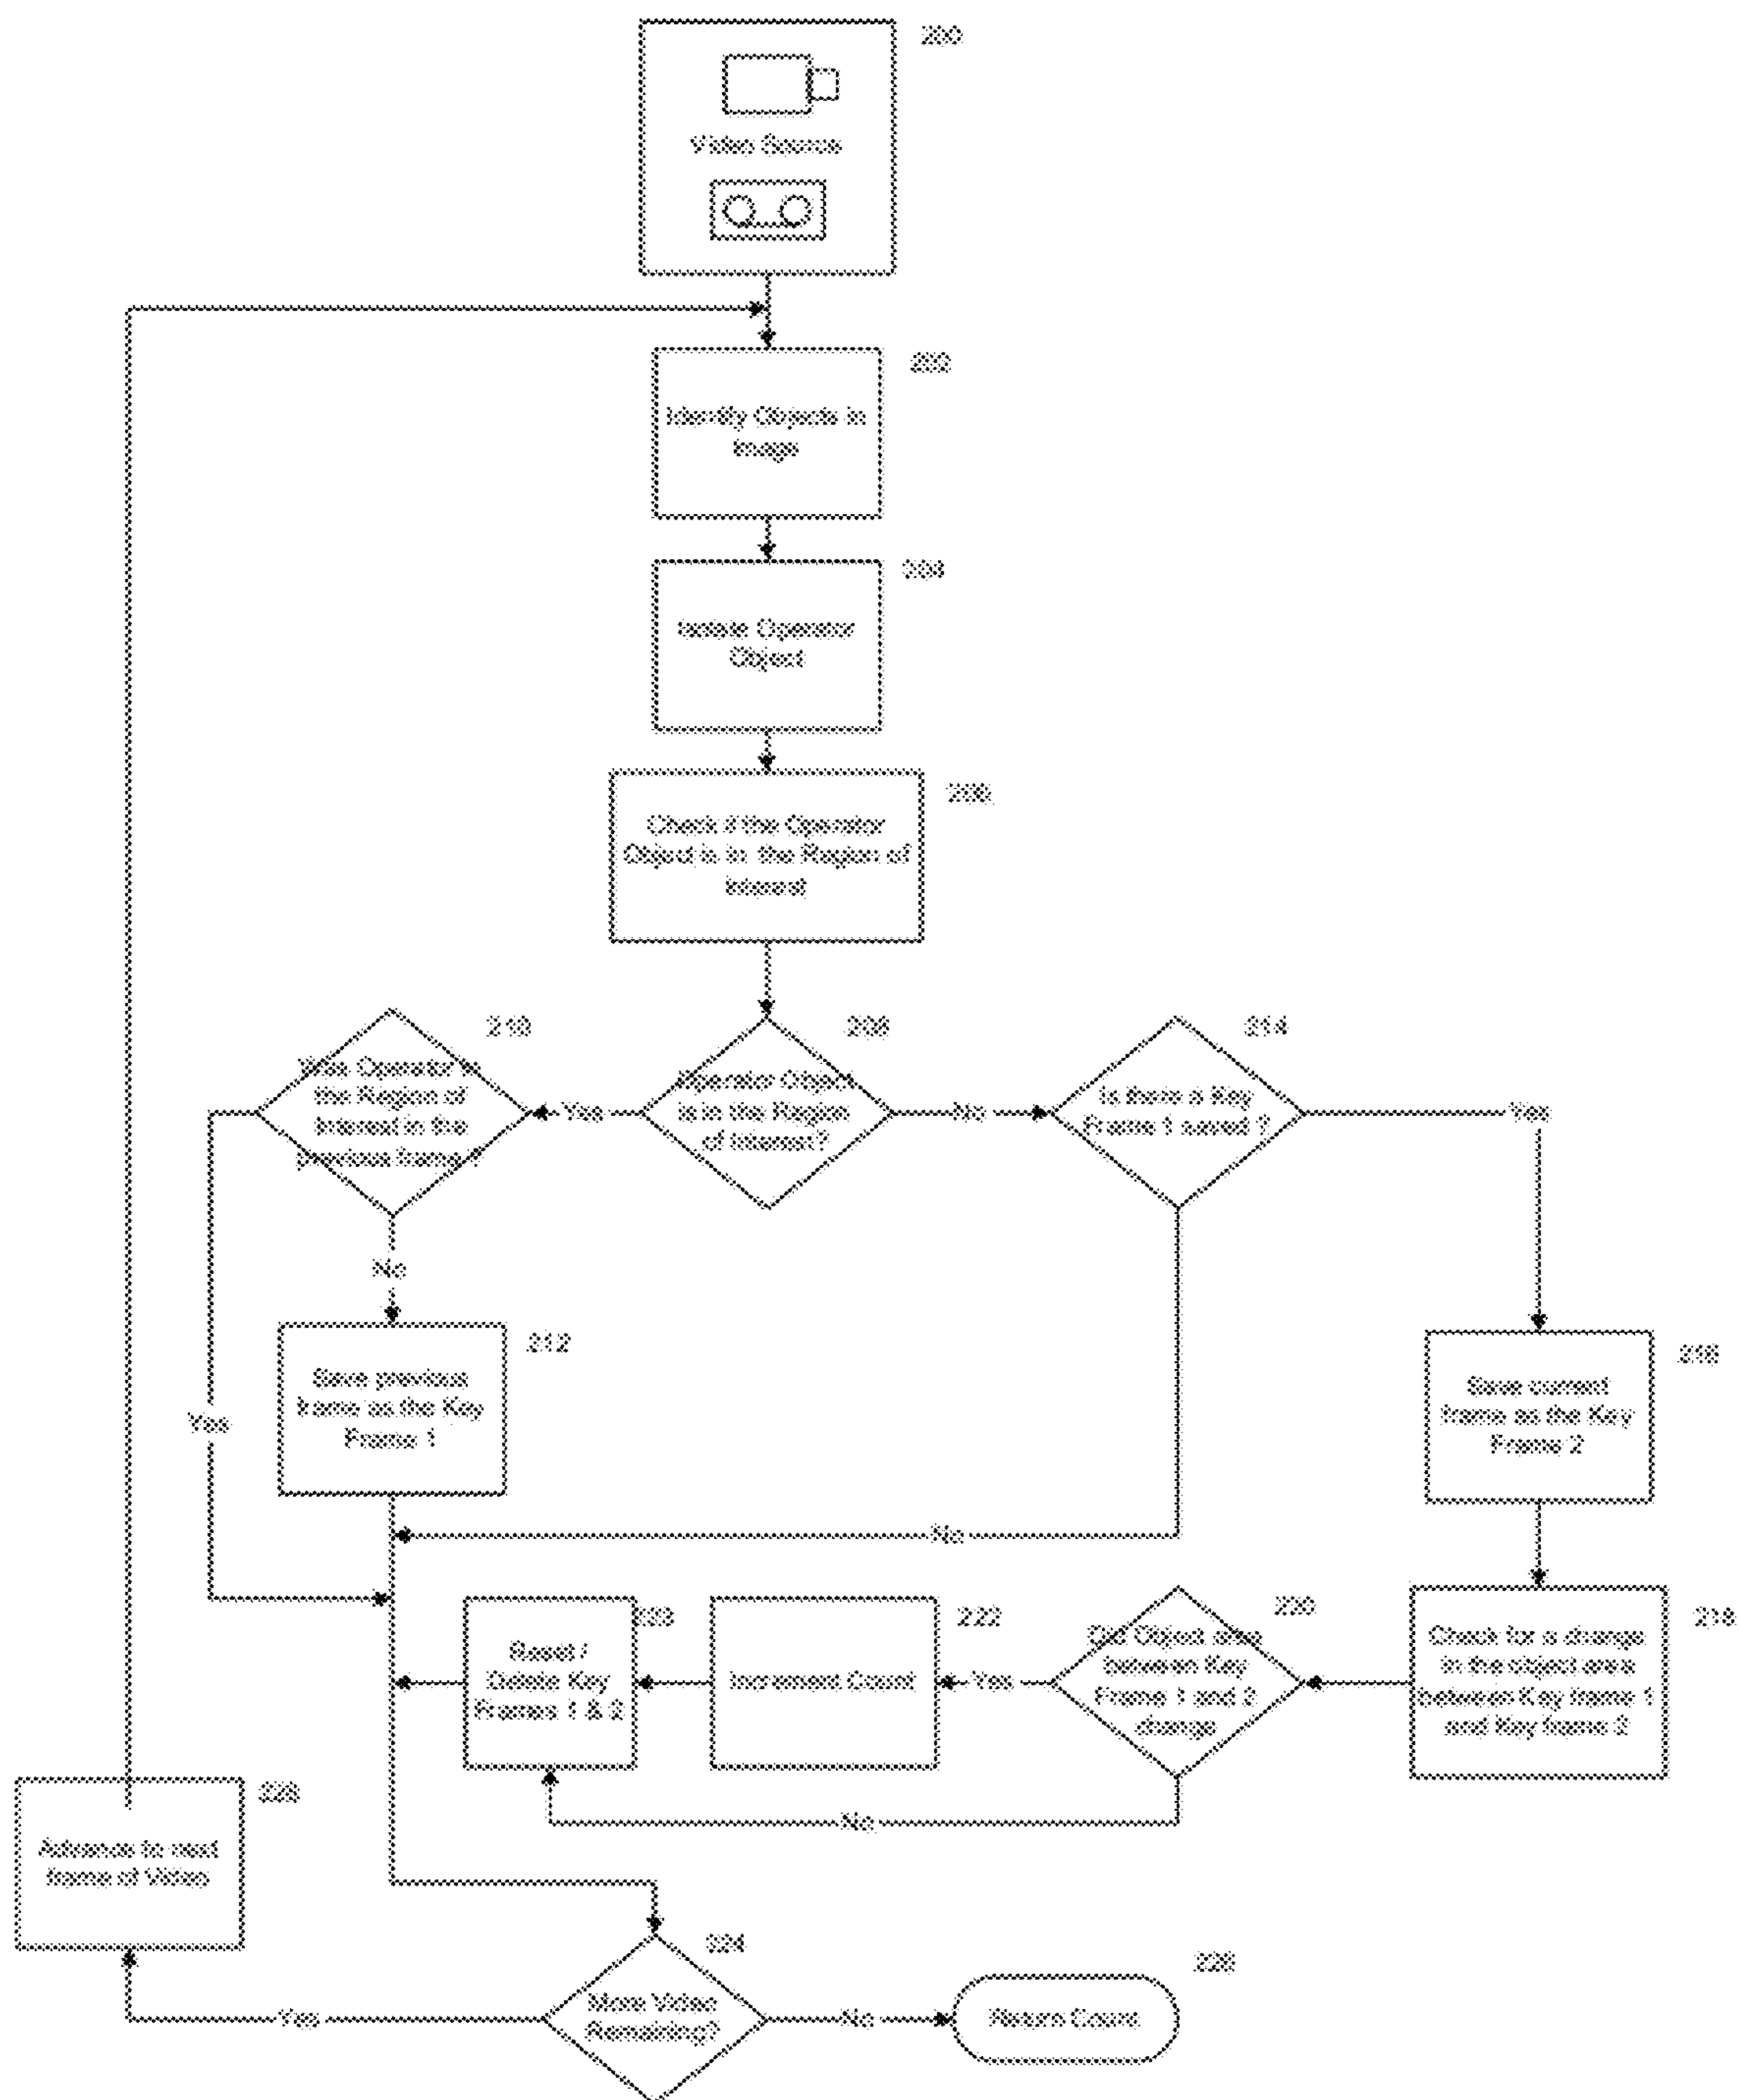 200
Video Source
202
Identify Objects in
Image
204
Isolate Operator
Object
206
Check if the Operator
Object is in the Region of
Interest
210
Was Operator in
the Region of
Interest in the
previous frame ?
208
Operator Object
is in the Region
of Interest?
214
Is there a Key
Frame 1 saved ?
Yes
No
Yes
No
212
Save previous
frame as the Key
Frame 1
216
Save current
frame as the Key
Frame 2
Yes
No
223
Reset /
Delete Key
Frames 1 & 2
222
Increment Count
Yes
220
Did Object area
between Key
Frame 1 and 2
change
218
Check for a change
in the object area
between Key frame 1
and Key frame 2
No
Advance to next
frame of Video
224
More Video
Remaining?
Yes
No
Return Count